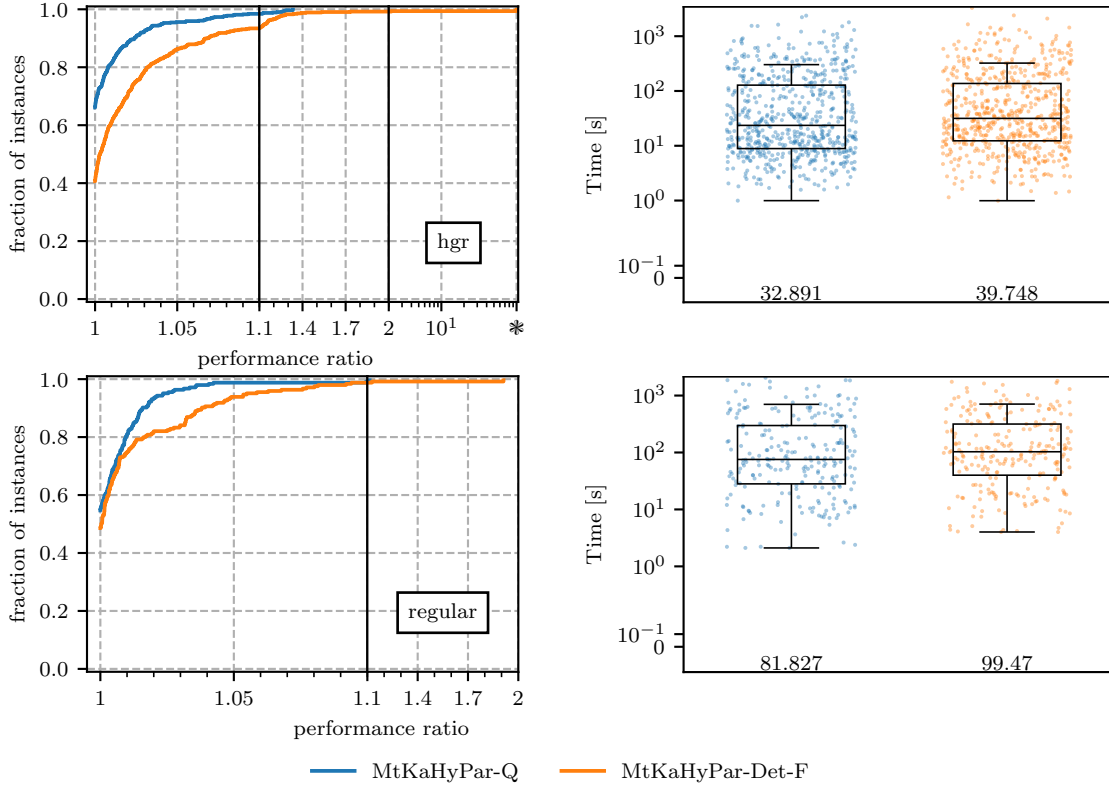 fraction of instances
1.0
0.8
0.6
0.4
0.2
0.0
hgr
1 1.05 1.1 1.4 1.7 2 10^1 *
performance ratio
Time [s]
10^3
10^2
10^1
10^0
10^−1
0
32.891 39.748
fraction of instances
1.0
0.8
0.6
0.4
0.2
0.0
regular
1 1.05 1.1 1.4 1.7 2
performance ratio
Time [s]
10^3
10^2
10^1
10^0
10^−1
0
81.827 99.47
MtKaHyPar-Q MtKaHyPar-Det-F